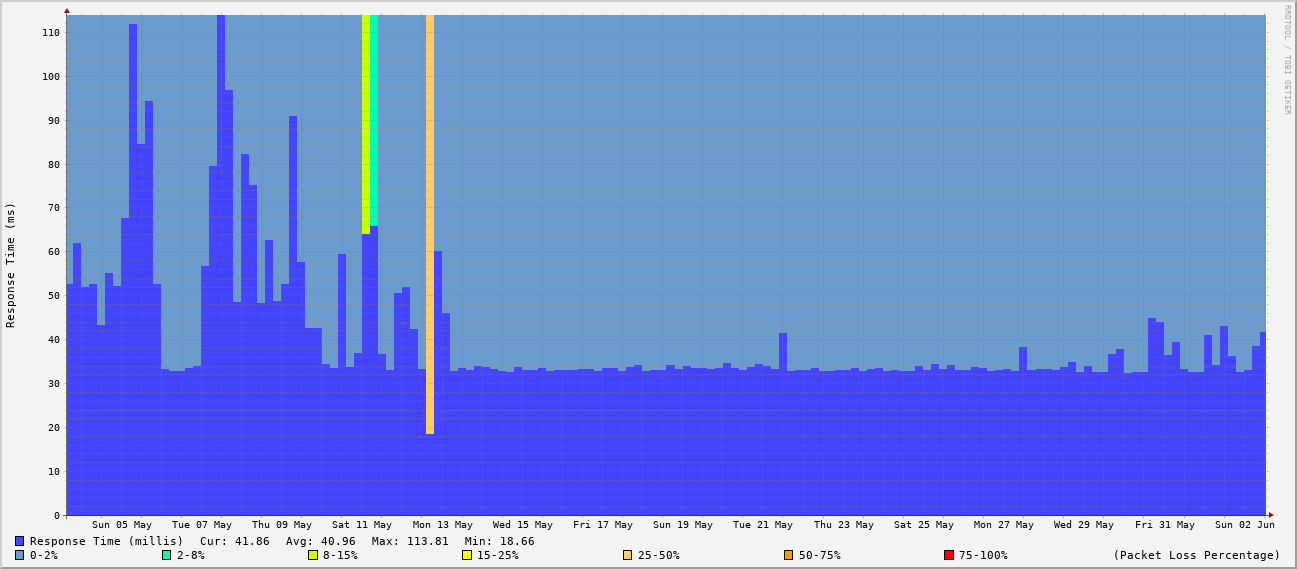 RRDTOOL / TOBI OETIKER
Response Time (ms)
110
100
90
80
70
60
50
40
30
20
10
0
Sun 05 May Tue 07 May Thu 09 May Sat 11 May Mon 13 May Wed 15 May Fri 17 May Sun 19 May Tue 21 May Thu 23 May Sat 25 May Mon 27 May Wed 29 May Fri 31 May Sun 02 Jun
Response Time (millis) Cur: 41.86 Avg: 40.96 Max: 113.81 Min: 18.66
0-2% 2-8% 8-15% 15-25% 25-50% 50-75% 75-100% (Packet Loss Percentage)